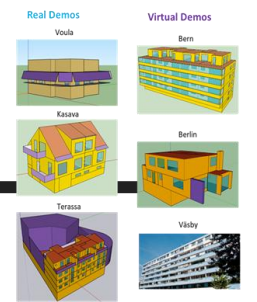 Real Demos
Voula
Kasava
Terassa
Virtual Demos
Bern
Berlin
Väsby